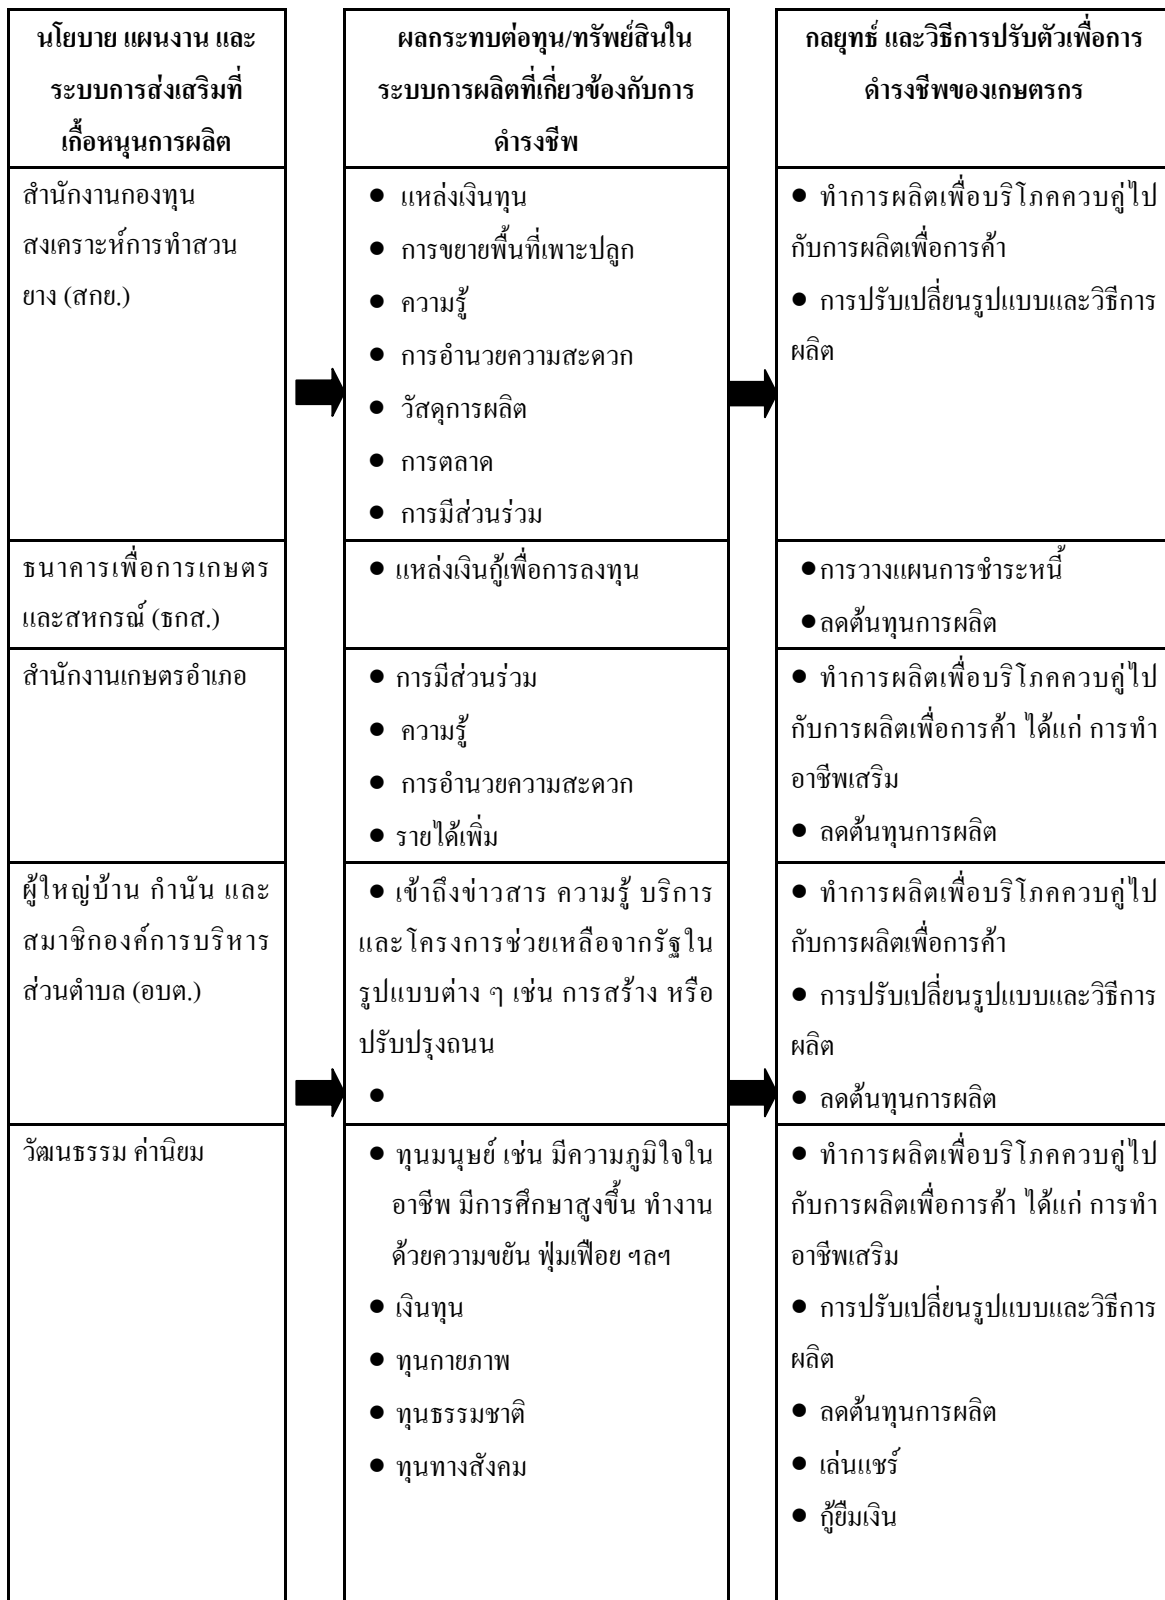 นโยบาย แผนงาน และ
ระบบการส่งเสริมที่
เกื้อหนุนการผลิต
ผลกระทบต่อทุน/ทรัพย์สินใน
ระบบการผลิตที่เกี่ยวข้องกับการ
ดำรงชีพ
กลยุทธ์ และวิธีการปรับตัวเพื่อการ
ดำรงชีพของเกษตรกร
สำนักงานกองทุน
สงเคราะห์การทำสวน
ยาง (สกย.)
● แหล่งเงินทุน
● การขยายพื้นที่เพาะปลูก
● ความรู้
● การอำนวยความสะดวก
● วัสดุการผลิต
● การตลาด
● การมีส่วนร่วม
● ทำการผลิตเพื่อบริโภคควบคู่ไป
กับการผลิตเพื่อการค้า
● การปรับเปลี่ยนรูปแบบและวิธีการ
ผลิต
ธนาคารเพื่อการเกษตร
และสหกรณ์ (ธกส.)
● แหล่งเงินกู้เพื่อการลงทุน
●การวางแผนการชำระหนี้
●ลดต้นทุนการผลิต
สำนักงานเกษตรอำเภอ
● การมีส่วนร่วม
● ความรู้
● การอำนวยความสะดวก
● รายได้เพิ่ม
● ทำการผลิตเพื่อบริโภคควบคู่ไป
กับการผลิตเพื่อการค้า ได้แก่ การทำ
อาชีพเสริม
● ลดต้นทุนการผลิต
ผู้ใหญ่บ้าน กำนัน และ
สมาชิกองค์การบริหาร
ส่วนตำบล (อบต.)
● เข้าถึงข่าวสาร ความรู้ บริการ
และโครงการช่วยเหลือจากรัฐใน
รูปแบบต่าง ๆ เช่น การสร้าง หรือ
ปรับปรุงถนน
●
● ทำการผลิตเพื่อบริโภคควบคู่ไป
กับการผลิตเพื่อการค้า
● การปรับเปลี่ยนรูปแบบและวิธีการ
ผลิต
● ลดต้นทุนการผลิต
วัฒนธรรม ค่านิยม
● ทุนมนุษย์ เช่น มีความภูมิใจใน
อาชีพ มีการศึกษาสูงขึ้น ทำงาน
ด้วยความขยัน ฟุ่มเฟือย ฯลฯ
● เงินทุน
● ทุนกายภาพ
● ทุนธรรมชาติ
● ทุนทางสังคม
● ทำการผลิตเพื่อบริโภคควบคู่ไป
กับการผลิตเพื่อการค้า ได้แก่ การทำ
อาชีพเสริม
● การปรับเปลี่ยนรูปแบบและวิธีการ
ผลิต
● ลดต้นทุนการผลิต
● เล่นแชร์
● กู้ยืมเงิน